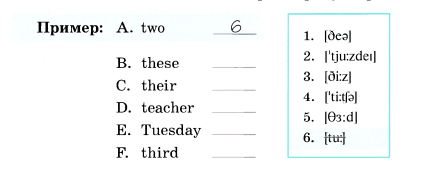 Пример: A. two 6
B. these
C. their
D. teacher
E. Tuesday
F. third
1. [ðeə]
2. [ˈtjuːzdeɪ]
3. [ðiːz]
4. [ˈtiːtʃə]
5. [θɜːd]
6. [tuː]